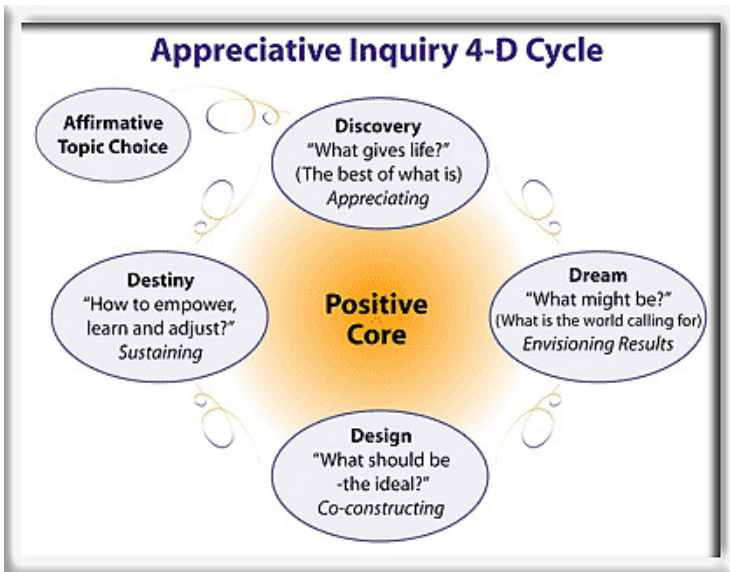 Appreciative Inquiry 4-D Cycle
Affirmative
Topic Choice
Discovery
"What gives life?"
(The best of what is)
Appreciating
Destiny
"How to empower,
learn and adjust?"
Sustaining
Positive
Core
Dream
"What might be?"
(What is the world calling for)
Envisioning Results
Design
"What should be
-the ideal?"
Co-constructing